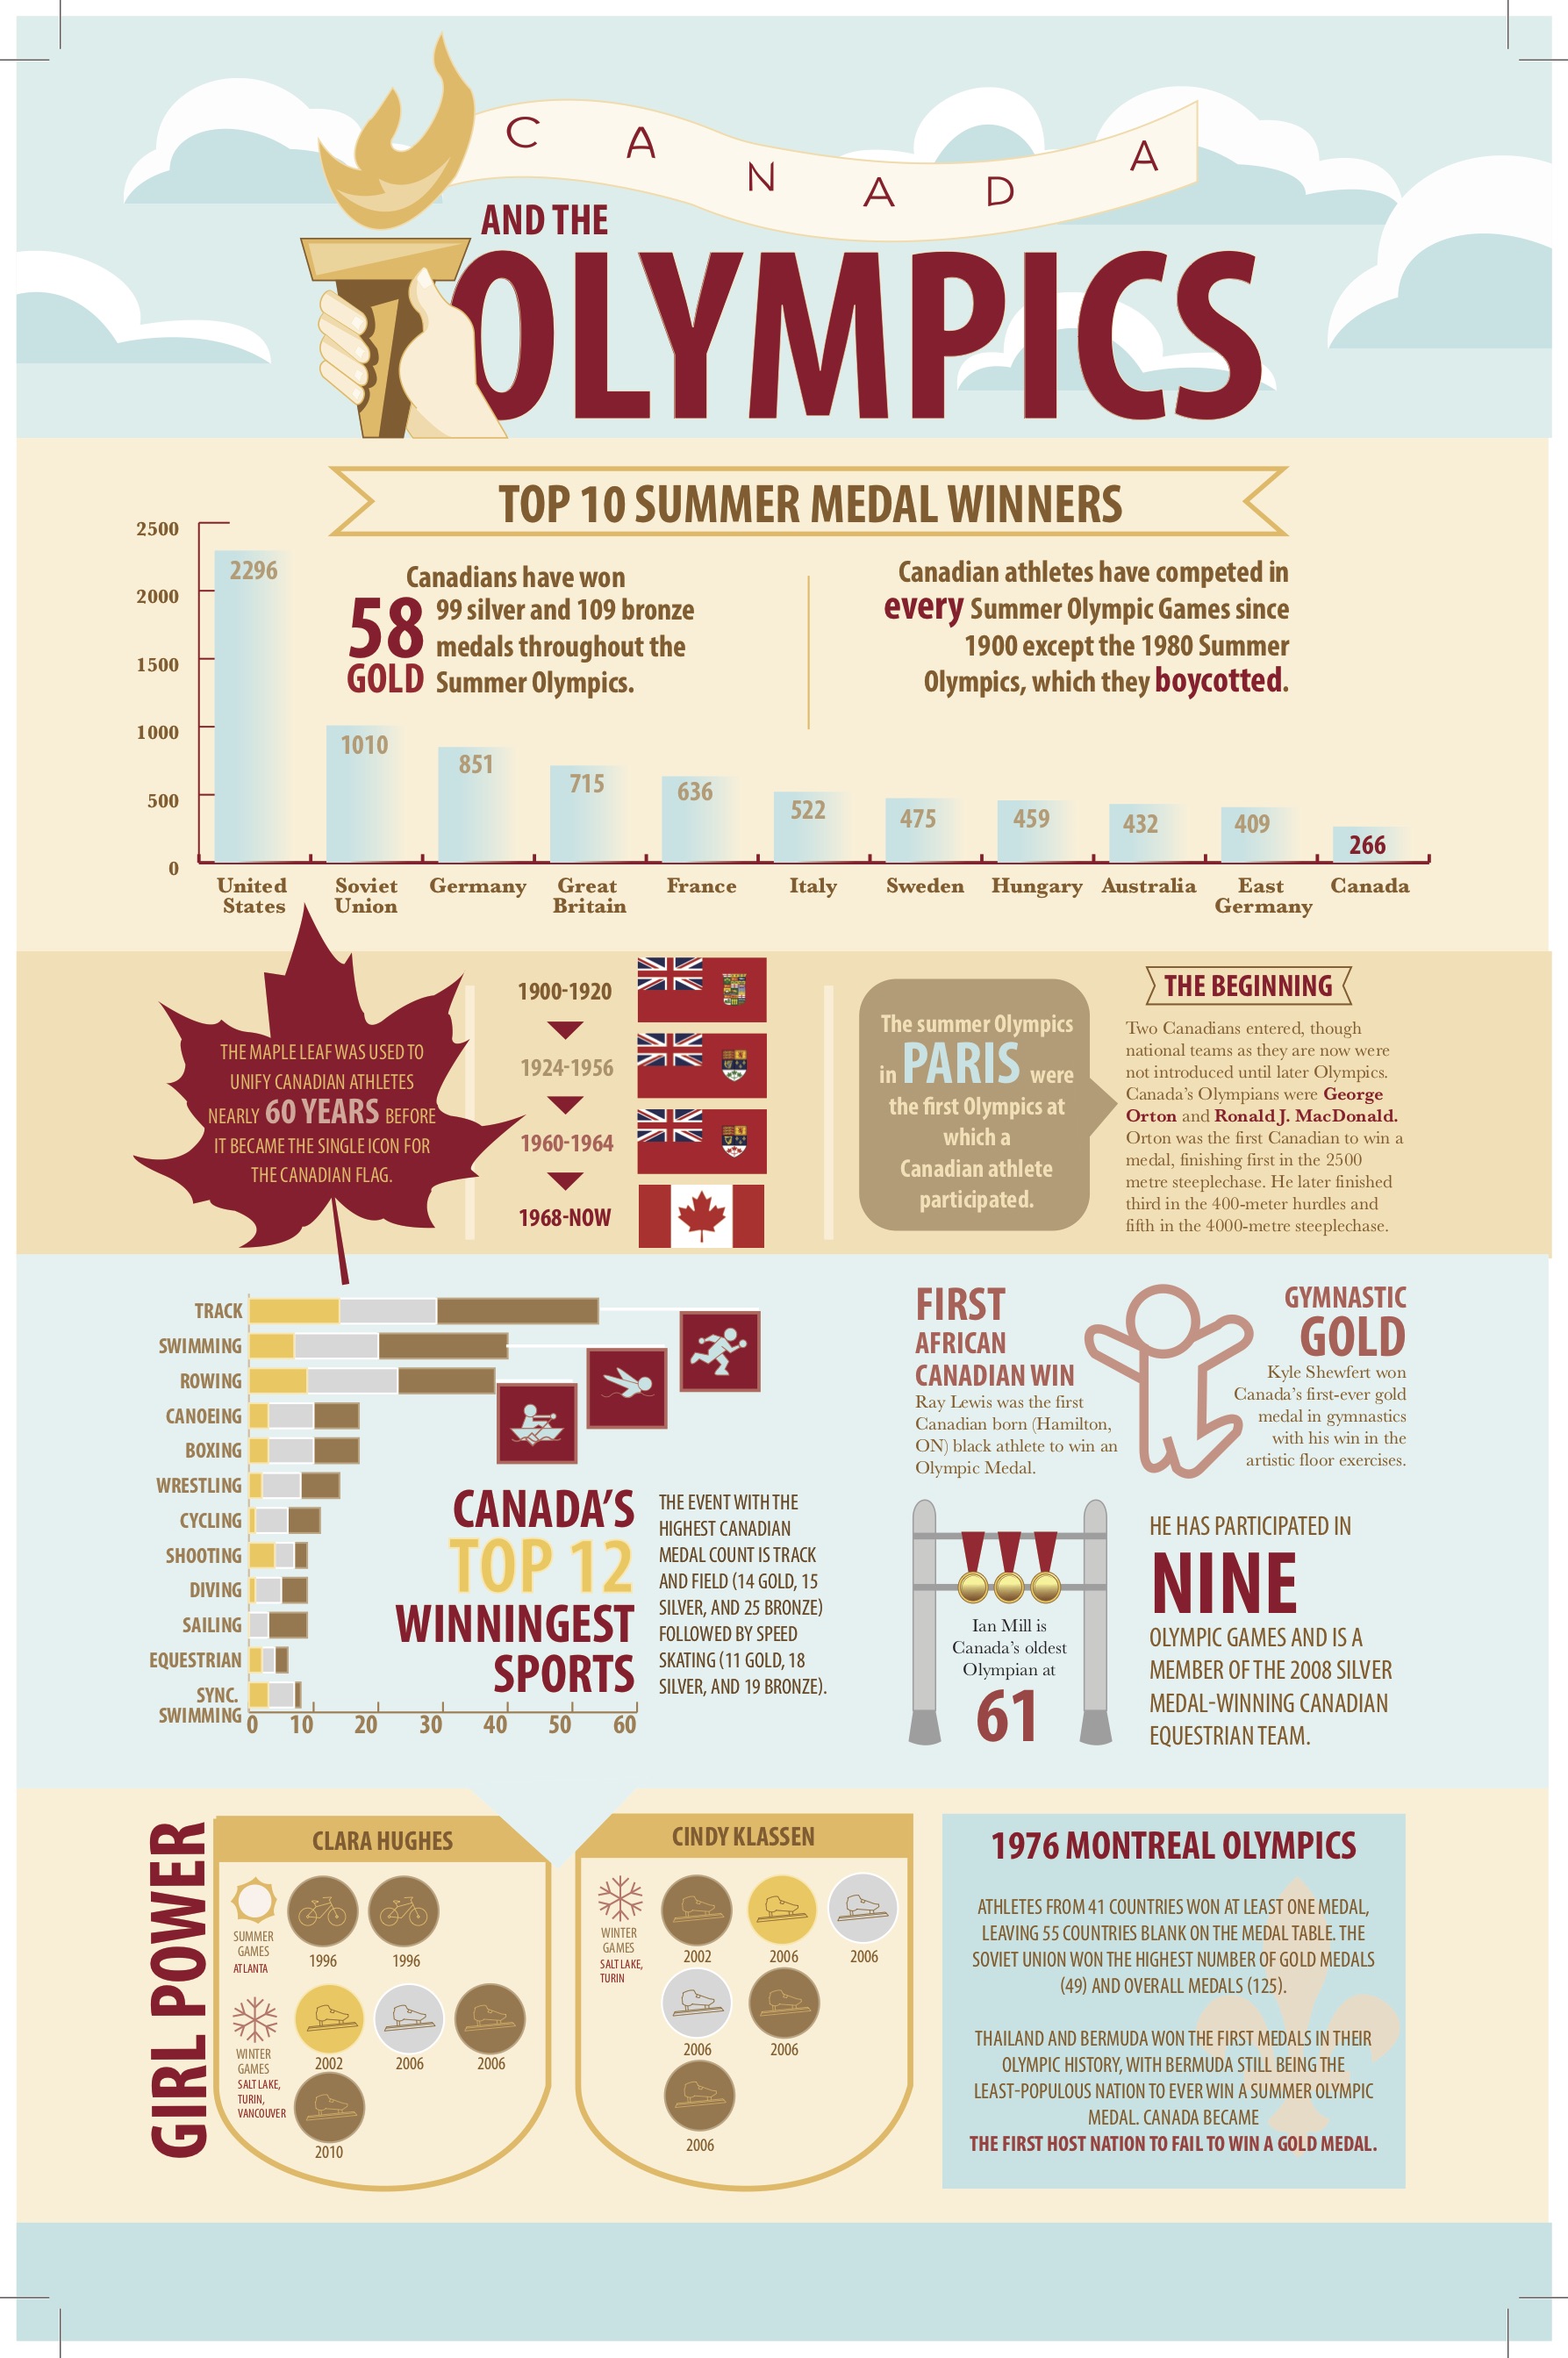 CANADA
AND THE
OLYMPICS
TOP 10 SUMMER MEDAL WINNERS
2500
2000
1500
1000
500
0
Canadians have won
58 GOLD
99 silver and 109 bronze
medals throughout the
Summer Olympics.
Canadian athletes have competed in
every Summer Olympic Games since
1900 except the 1980 Summer
Olympics, which they boycotted.
2296
1010
851
715
636
522
475
459
432
409
266
United
States
Soviet
Union
Germany
Great
Britain
France
Italy
Sweden
Hungary
Australia
East
Germany
Canada
THE MAPLE LEAF WAS USED TO
UNIFY CANADIAN ATHLETES
NEARLY 60 YEARS BEFORE
IT BECAME THE SINGLE ICON FOR
THE CANADIAN FLAG.
1900-1920
1924-1956
1960-1964
1968-NOW
The summer Olympics
in PARIS were
the first Olympics at
which a
Canadian athlete
participated.
THE BEGINNING
Two Canadians entered, though
national teams as they are now were
not introduced until later Olympics.
Canada's Olympians were George
Orton and Ronald J. MacDonald.
Orton was the first Canadian to win a
medal, finishing first in the 2500
metre steeplechase. He later finished
third in the 400-meter hurdles and
fifth in the 4000-metre steeplechase.
TRACK
SWIMMING
ROWING
CANOEING
BOXING
WRESTLING
CYCLING
SHOOTING
DIVING
SAILING
EQUESTRIAN
SYNC.
SWIMMING
0 10 20 30 40 50 60
CANADA'S
TOP 12
WINNINGEST
SPORTS
THE EVENT WITH THE
HIGHEST CANADIAN
MEDAL COUNT IS TRACK
AND FIELD (14 GOLD, 15
SILVER, AND 25 BRONZE)
FOLLOWED BY SPEED
SKATING (11 GOLD, 18
SILVER, AND 19 BRONZE).
FIRST
AFRICAN
CANADIAN WIN
Ray Lewis was the first
Canadian born (Hamilton,
ON) black athlete to win an
Olympic Medal.
GYMNASTIC
GOLD
Kyle Shewfert won
Canada's first-ever gold
medal in gymnastics
with his win in the
artistic floor exercises.
Ian Mill is
Canada's oldest
Olympian at
61
HE HAS PARTICIPATED IN
NINE
OLYMPIC GAMES AND IS A
MEMBER OF THE 2008 SILVER
MEDAL-WINNING CANADIAN
EQUESTRIAN TEAM.
GIRL POWER
CLARA HUGHES
SUMMER
GAMES
ATLANTA
1996
1996
WINTER
GAMES
SALT LAKE,
TURIN,
VANCOUVER
2002
2006
2006
2010
CINDY KLASSEN
WINTER
GAMES
SALT LAKE,
TURIN
2002
2006
2006
2006
2006
2006
1976 MONTREAL OLYMPICS
ATHLETES FROM 41 COUNTRIES WON AT LEAST ONE MEDAL,
LEAVING 55 COUNTRIES BLANK ON THE MEDAL TABLE. THE
SOVIET UNION WON THE HIGHEST NUMBER OF GOLD MEDALS
(49) AND OVERALL MEDALS (125).
THAILAND AND BERMUDA WON THE FIRST MEDALS IN THEIR
OLYMPIC HISTORY, WITH BERMUDA STILL BEING THE
LEAST-POPULOUS NATION TO EVER WIN A SUMMER OLYMPIC
MEDAL. CANADA BECAME
THE FIRST HOST NATION TO FAIL TO WIN A GOLD MEDAL.